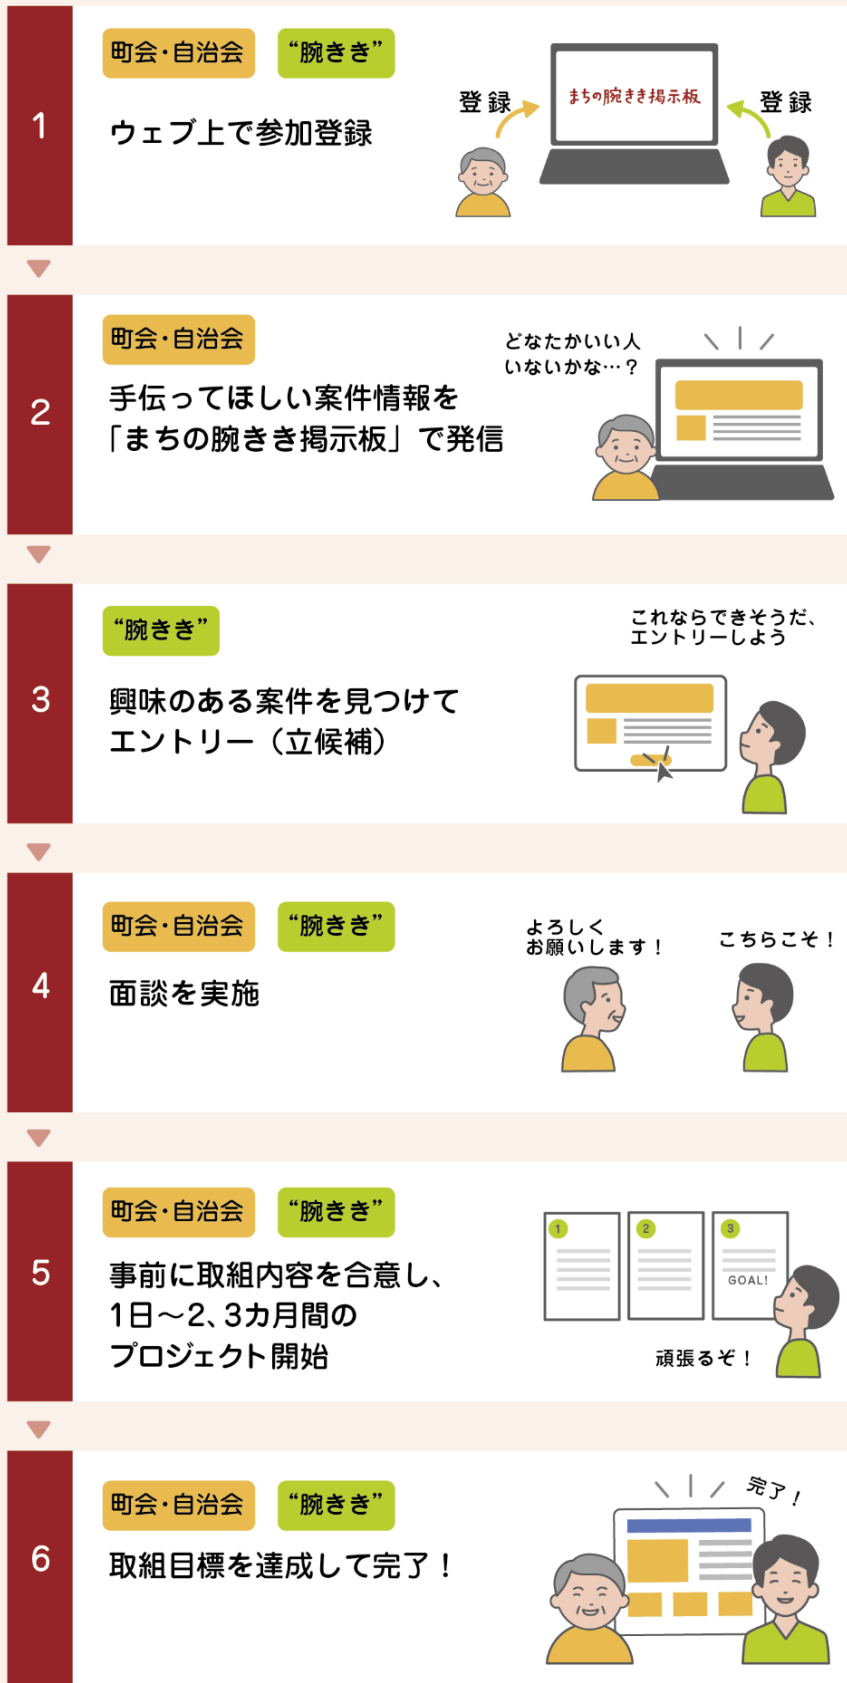 1
町会・自治会 “腕きき”
ウェブ上で参加登録
登録
まちの腕きき掲示板
登録
2
町会・自治会
手伝ってほしい案件情報を
「まちの腕きき掲示板」で発信
どなたかいい人
いないかな…？
3
“腕きき”
興味のある案件を見つけて
エントリー（立候補）
これならできそうだ、
エントリーしよう
4
町会・自治会 “腕きき”
面談を実施
よろしく
お願いします！
こちらこそ！
5
町会・自治会 “腕きき”
事前に取組内容を合意し、
1日～2、3カ月間の
プロジェクト開始
1
2
3
GOAL!
頑張るぞ！
6
町会・自治会 “腕きき”
取組目標を達成して完了！
完了！